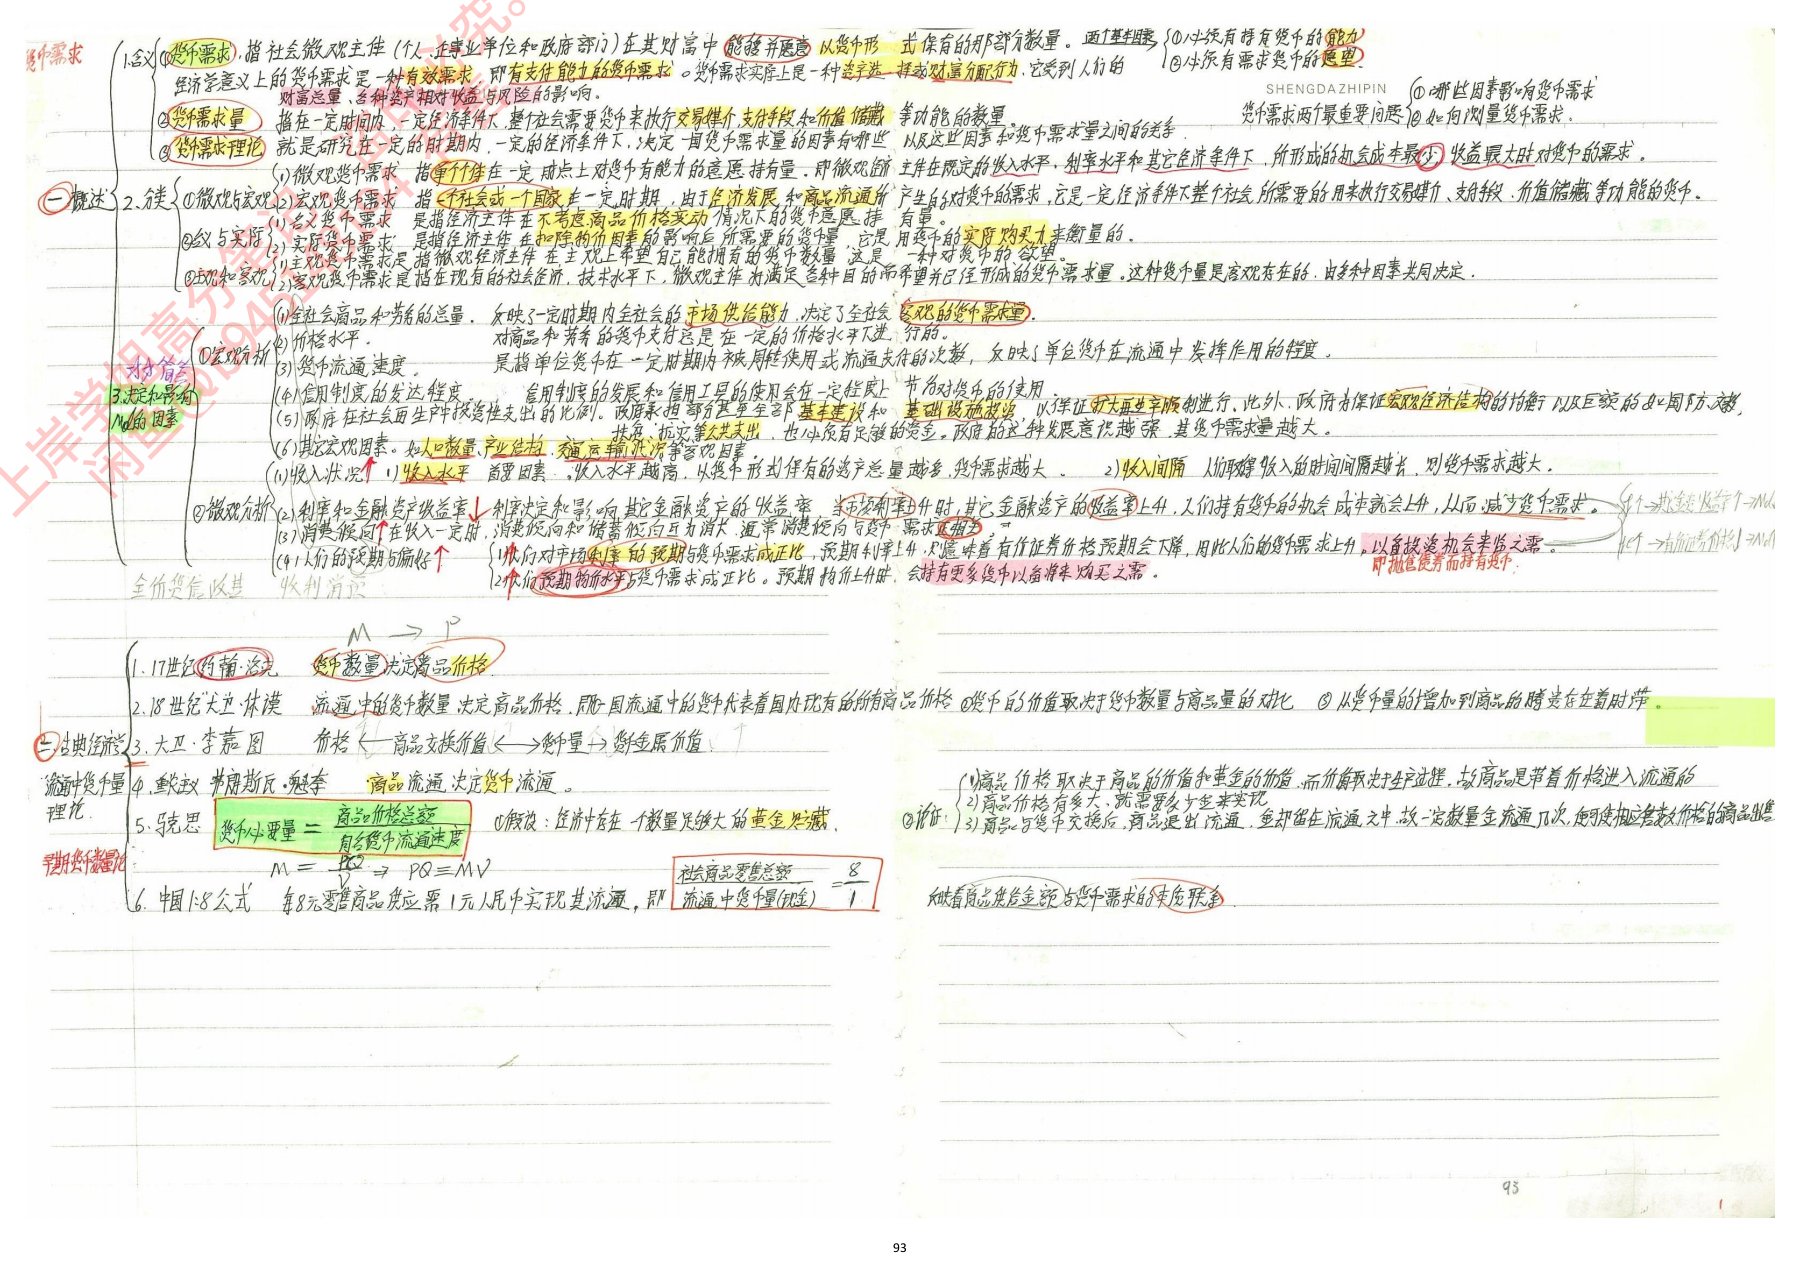 货币需求
一 概述
1.含义 ①货币需求,指社会微观主体(个人、企事业单位和政府部门)在其财富中能够并愿意以货币形式保有的那部分数量。两个基本因素 ①必须有持有货币的能力
②必须有需求货币的愿望.
经济学意义上的货币需求是一种有效需求,即有支付能力的货币需求。货币需求实际上是一种资产选择或财富分配行为,它受到人们的
财富总量、各种资产相对收益与风险的影响。
SHENGDAZHIPIN
货币需求两个最重要问题 ①哪些因素影响货币需求
②如何测量货币需求.
②货币需求量 指在一定时间内,一定经济条件下,整个社会需要货币来执行交易媒介、支付手段和价值储藏等功能的数量。
③货币需求理论 就是研究在一定的时期内,一定的经济条件下,决定一国货币需求量的因素有哪些 以及这些因素和货币需求量之间的关系.
2.分类 ①微观与宏观 (1)微观货币需求 指单个个体在一定时点上对货币有能力的意愿持有量.即微观经济主体在既定的收入水平、利率水平和其它经济条件下,所形成的机会成本最少,收益最大时对货币的需求。
(2)宏观货币需求 指一个社会或一个国家在一定时期,由于经济发展和商品流通所产生的对货币的需求,它是一定经济条件下整个社会所需要的用来执行交易媒介、支付手段、价值储藏等功能的货币。
②名义与实际 (1)名义货币需求 是指经济主体在不考虑商品价格变动情况下的货币意愿持有量。
(2)实际货币需求 是指经济主体在扣除物价因素的影响后所需要的货币量,它是用货币的实际购买力来衡量的。
③主观和客观 (1)主观货币需求是指微观经济主体在主观上希望自己能拥有的货币数量,这是一种对货币的欲望。
(2)客观货币需求是指在现有的社会经济、技术水平下,微观主体为满足各种目的而希望并已经形成的货币需求量。这种货币量是客观存在的,由多种因素共同决定.
3.决定和影响Md的因素
①宏观分析 (1)全社会商品和劳务的总量. 反映了一定时期内全社会的市场供给能力,决定了全社会客观的货币需求量.
(2)价格水平. 对商品和劳务的货币支付总是在一定的价格水平下进行的。
(3)货币流通速度. 是指单位货币在一定时期内被周转使用或流通支付的次数,反映了单位货币在流通中发挥作用的程度.
(4)信用制度的发达程度. 信用制度的发展和信用工具的使用会在一定程度上节约对货币的使用
(5)政府在社会再生产中投资性支出的比例.政府承担部分甚至全部基本建设和基础设施投资,以保证扩大再生产顺利进行,此外,政府为保证宏观经济结构的均衡以及巨额的如国防、文教、
扶贫、抗灾等公共支出,也必须有足够的资金。政府的这种发展意识越强,其货币需求量越大。
(6)其它宏观因素。如人口数量、产业结构、交通运输状况等客观因素.
②微观分析 (1)收入状况↑ 1)收入水平 首要因素.收入水平越高,以货币形式保有的资产总量越多,货币需求越大. 2)收入间隔 人们取得收入的时间间隔越长,则货币需求越大.
(2)利率和金融资产收益率↓ 利率决定和影响其它金融资产的收益率,当市场利率上升时,其它金融资产的收益率上升,人们持有货币的机会成本就会上升,从而减少货币需求。
(3)消费倾向↑ 在收入一定时,消费倾向和储蓄倾向互为消长,通常消费倾向与货币需求正相关.
(4)人们的预期与偏好↑ 1)↑人们对市场利率的预期与货币需求成正比,预期利率上升,则意味着有价证券价格预期会下降,因此人们的货币需求上升,以备投资机会来临之需。
即抛售债券而持有货币.
2)↑人们预期物价水平与货币需求成正比。预期物价上升时,会持有更多货币以备将来购买之需.
全价货信收基 收利消预
M → P
二 古典经济学流通中货币量理论.
早期货币数量论
1.17世纪约翰·洛克 货币数量决定商品价格.
2.18世纪大卫·休谟 流通中的货币数量决定商品价格,即一国流通中的货币代表着国内现有的所有商品价格 ②货币的价值取决于货币数量与商品量的对比 ③从货币量的增加到商品的腾贵存在着时滞。
3.大卫·李嘉图 价格 ← 商品交换价值 ←→ 货币量 → 货币金属价值
4.重农主义 弗朗斯瓦·魁奈 商品流通决定货币流通。
5.马克思 货币必要量 = 商品价格总额 / 同名货币流通速度 ①假设:经济中存在一个数量足够大的黄金贮藏.
②论证: 1)商品价格取决于商品的价值和黄金的价值,而价值取决于生产过程,故商品是带着价格进入流通的
2)商品价格有多大,就需要多少金来实现
3)商品与货币交换后,商品退出流通,金却留在流通之中,故一定数量金流通几次,便可使相应倍数价格的商品出售
M = PQ/V ⇒ PQ=MV
6.中国1:8公式 每8元零售商品供应需1元人民币实现其流通,即 社会商品零售总额 / 流通中货币量(现金) = 8/1 反映着商品供给金额与货币需求的本质联系.
93
93